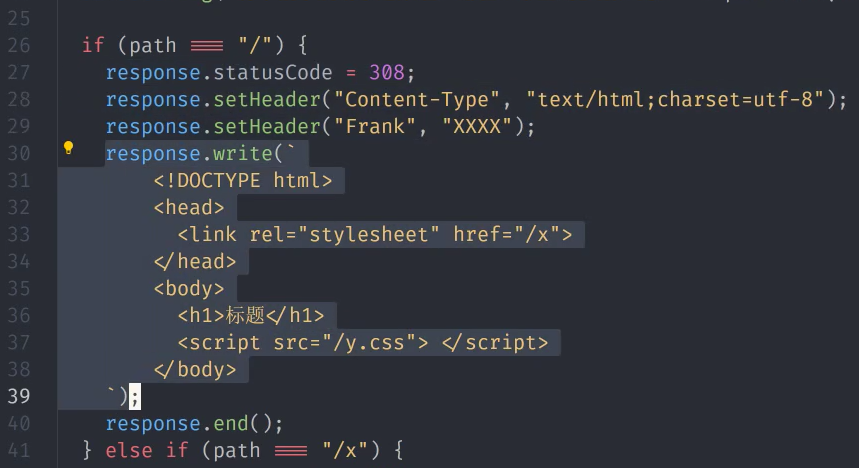 25
26 if (path === "/") {
27 response.statusCode = 308;
28 response.setHeader("Content-Type", "text/html;charset=utf-8");
29 response.setHeader("Frank", "XXXX");
30 response.write(`
31 <!DOCTYPE html>
32 <head>
33 <link rel="stylesheet" href="/x">
34 </head>
35 <body>
36 <h1>标题</h1>
37 <script src="/y.css"> </script>
38 </body>
39 `);
40 response.end();
41 } else if (path === "/x") {